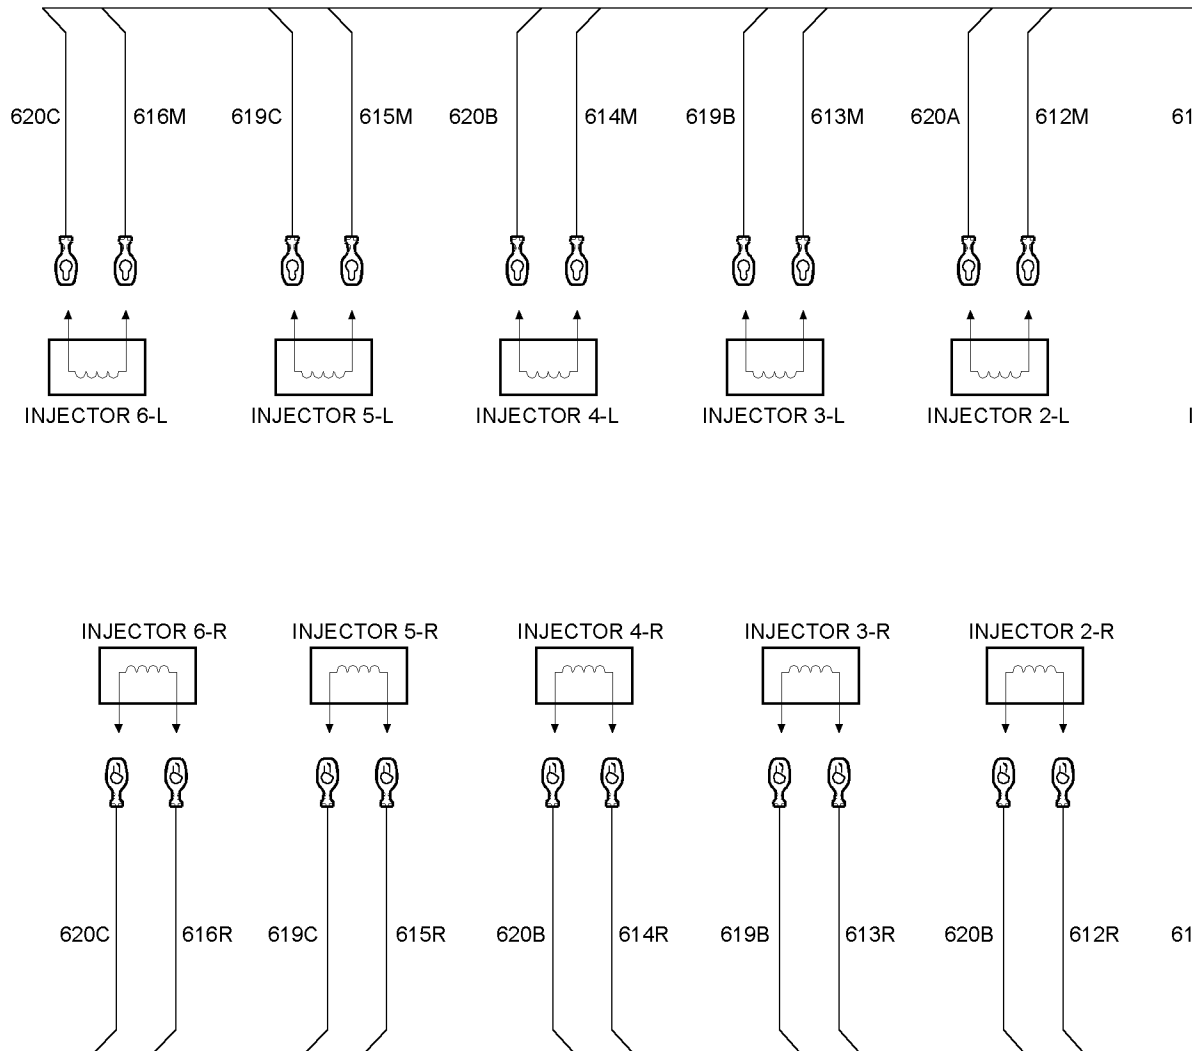 620C 616M 619C 615M 620B 614M 619B 613M 620A 612M 61
INJECTOR 6-L INJECTOR 5-L INJECTOR 4-L INJECTOR 3-L INJECTOR 2-L
INJECTOR 6-R INJECTOR 5-R INJECTOR 4-R INJECTOR 3-R INJECTOR 2-R
620C 616R 619C 615R 620B 614R 619B 613R 620B 612R 61